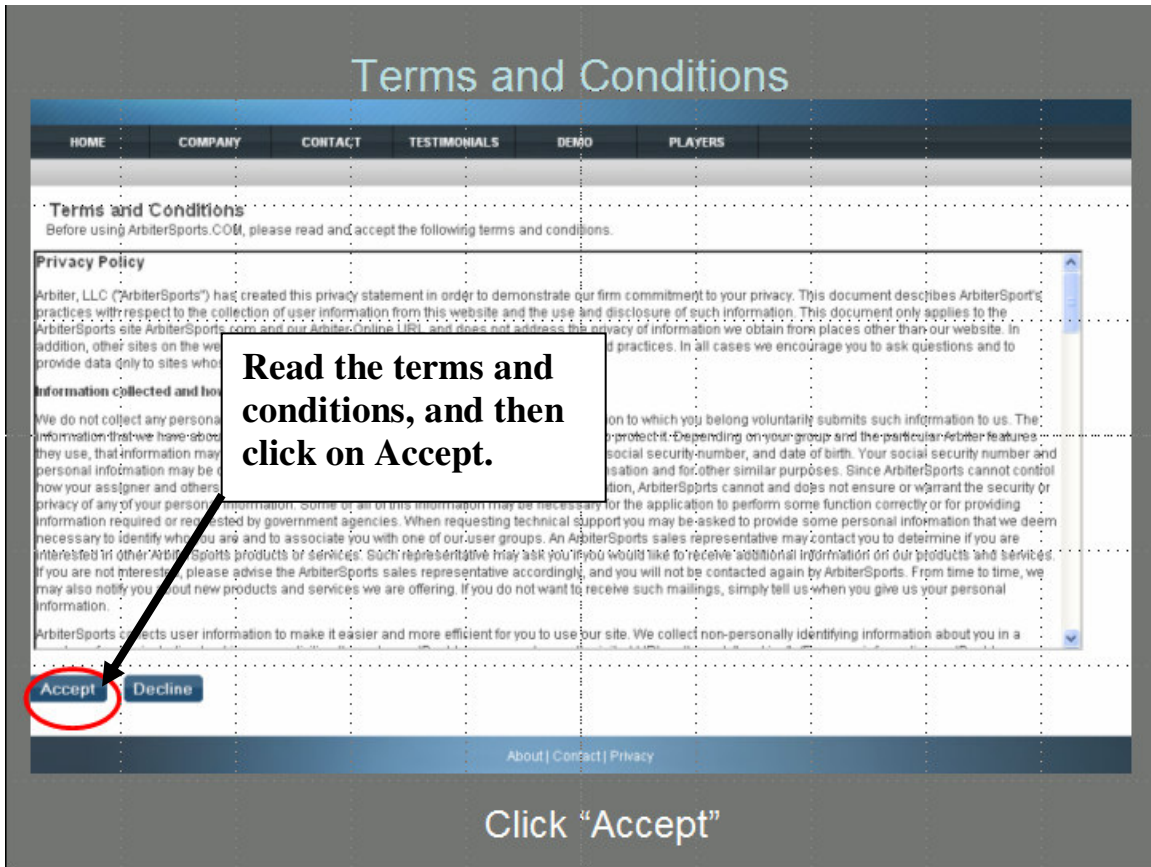 Terms and Conditions
HOME COMPANY CONTACT TESTIMONIALS DEMO PLAYERS
Terms and Conditions
Before using ArbiterSports.COM, please read and accept the following terms and conditions.
Privacy Policy
Arbiter, LLC ("ArbiterSports") has created this privacy statement in order to demonstrate our firm commitment to your privacy. This document describes ArbiterSport's
practices with respect to the collection of user information from this website and the use and disclosure of such information. This document only applies to the
ArbiterSports site ArbiterSports.com and our Arbiter-Online URL and does not address the privacy of information we obtain from places other than our website. In
addition, other sites on the we d practices. In all cases we encourage you to ask questions and to
provide data only to sites whos
Information collected and how
We do not collect any persona ion to which you belong voluntarily submits such information to us. The
information that we have abou o protect it. Depending on your group and the particular Arbiter features
they use, that information may social security number, and date of birth. Your social security number and
personal information may be sation and for other similar purposes. Since ArbiterSports cannot control
how your assigner and others tion, ArbiterSports cannot and does not ensure or warrant the security or
privacy of any of your personal information. Some or all of this information may be necessary for the application to perform some function correctly or for providing
information required or requested by government agencies. When requesting technical support you may be asked to provide some personal information that we deem
necessary to identify who you are and to associate you with one of our user groups. An ArbiterSports sales representative may contact you to determine if you are
interested in other ArbiterSports products or services. Such representative may ask you if you would like to receive additional information on our products and services.
If you are not interested, please advise the ArbiterSports sales representative accordingly, and you will not be contacted again by ArbiterSports. From time to time, we
may also notify you about new products and services we are offering. If you do not want to receive such mailings, simply tell us when you give us your personal
information.
ArbiterSports collects user information to make it easier and more efficient for you to use our site. We collect non-personally identifying information about you in a
Read the terms and
conditions, and then
click on Accept.
Accept Decline
About | Contact | Privacy
Click “Accept”